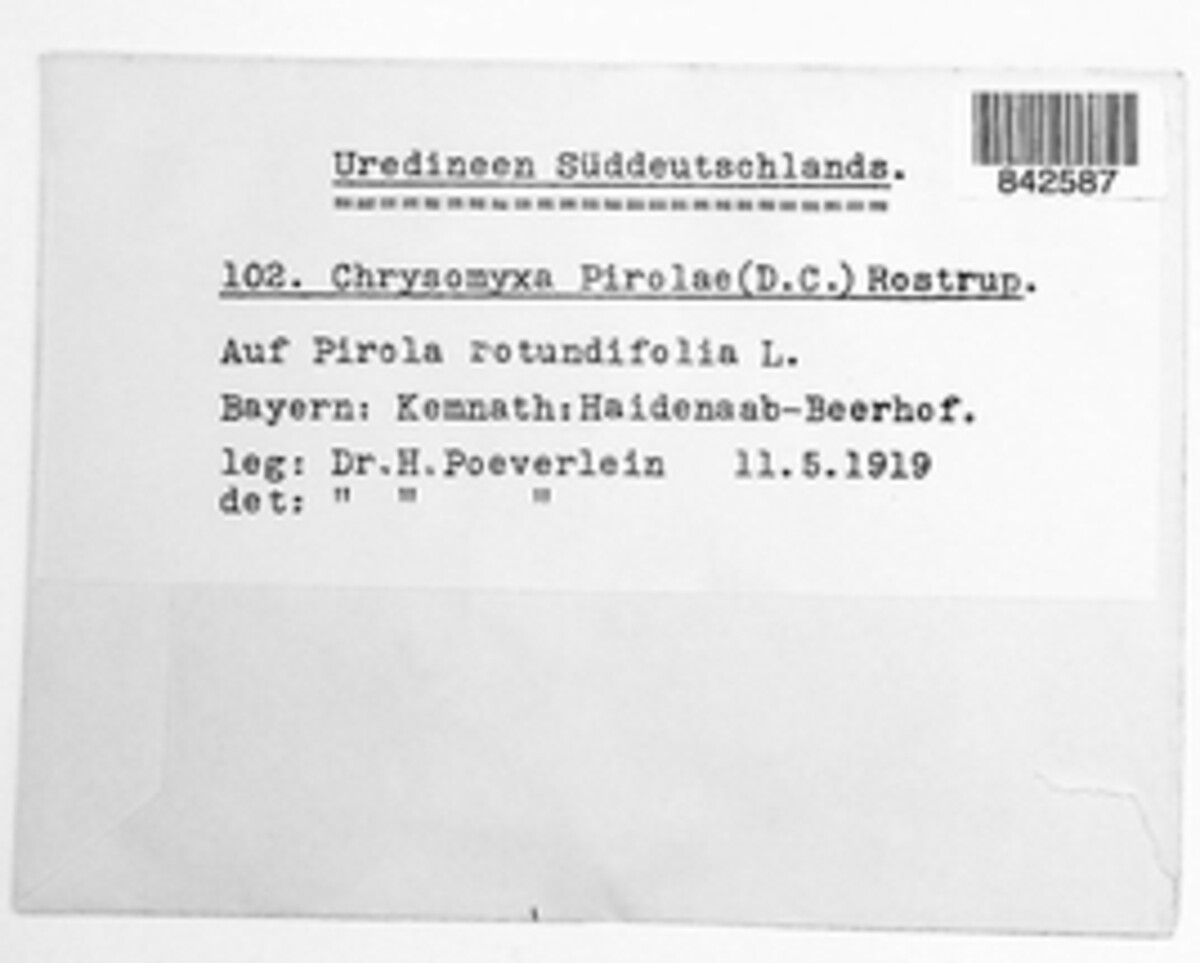 Uredineen Süddeutschlands.
842587
102. Chrysomyxa Pirolae(D.C.) Rostrup.
Auf Pirola rotundifolia L.
Bayern: Kemnath:Haidenaab-Beerhof.
leg: Dr.H.Poeverlein 11.5.1919
det: " " "